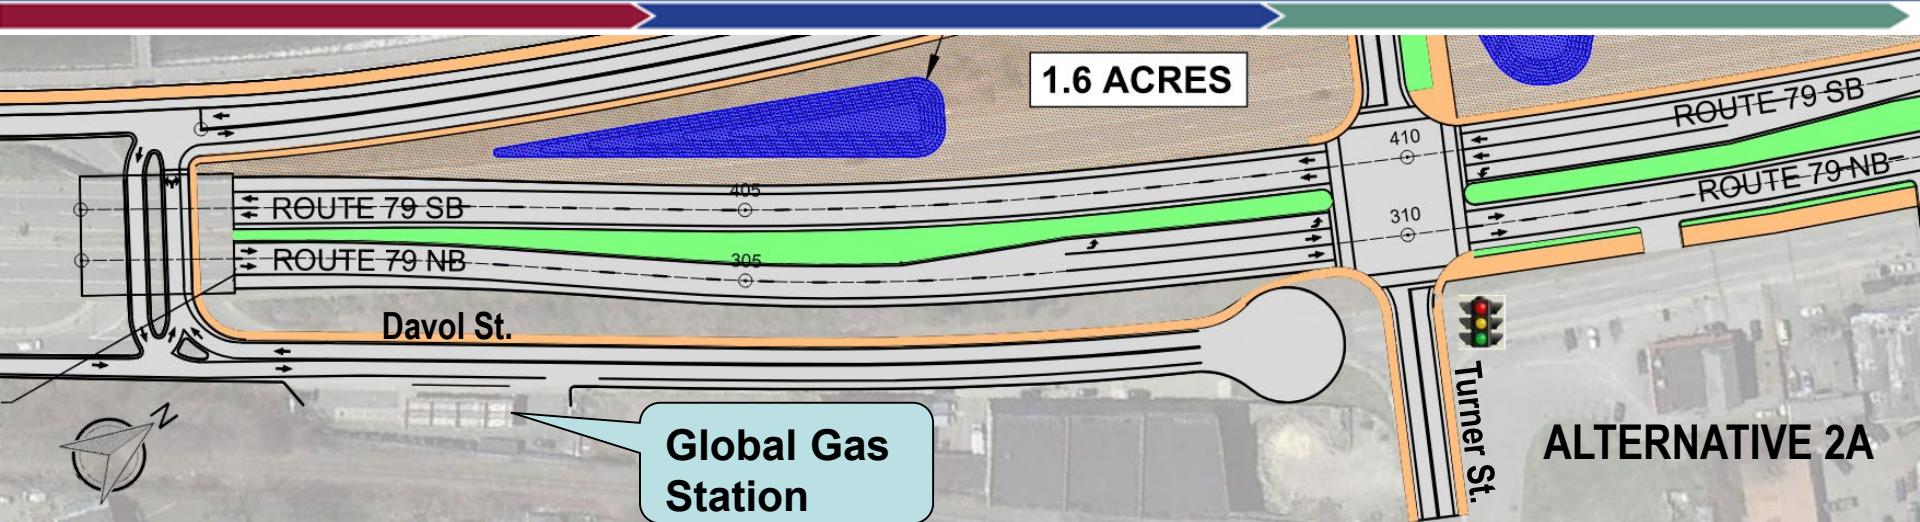 1.6 ACRES
ROUTE 79 SB
410
ROUTE 79 NB
405
ROUTE 79 SB
310
ROUTE 79 NB
305
Davol St.
Turner St.
N
Global Gas
Station
ALTERNATIVE 2A